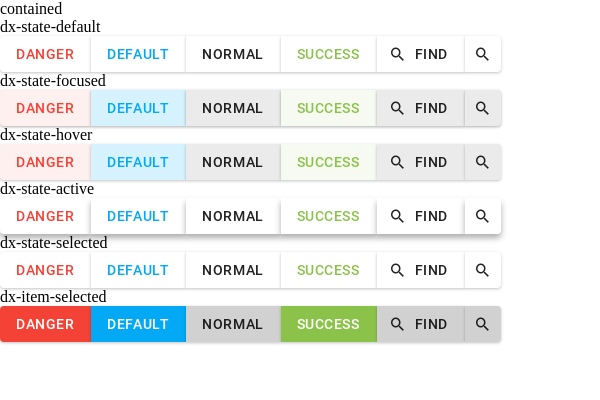 contained
dx-state-default
DANGER DEFAULT NORMAL SUCCESS FIND
dx-state-focused
DANGER DEFAULT NORMAL SUCCESS FIND
dx-state-hover
DANGER DEFAULT NORMAL SUCCESS FIND
dx-state-active
DANGER DEFAULT NORMAL SUCCESS FIND
dx-state-selected
DANGER DEFAULT NORMAL SUCCESS FIND
dx-item-selected
DANGER DEFAULT NORMAL SUCCESS FIND